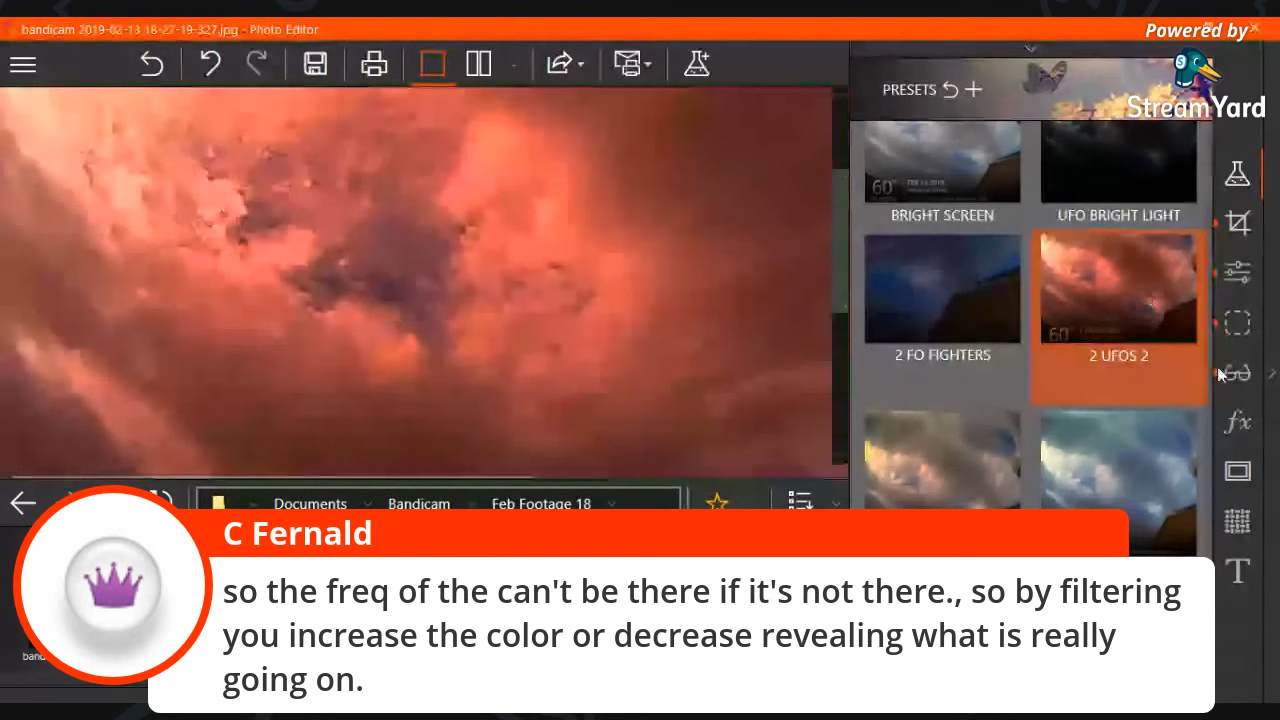 bandicam 2019-02-13 18-27-19-327.jpg - Photo Editor
Powered by
StreamYard
PRESETS
60°
BRIGHT SCREEN
UFO BRIGHT LIGHT
2 FO FIGHTERS
60
2 UFOS 2
fx
T
Documents
Bandicam
Feb Footage 18
C Fernald
so the freq of the can't be there if it's not there., so by filtering
you increase the color or decrease revealing what is really
going on.